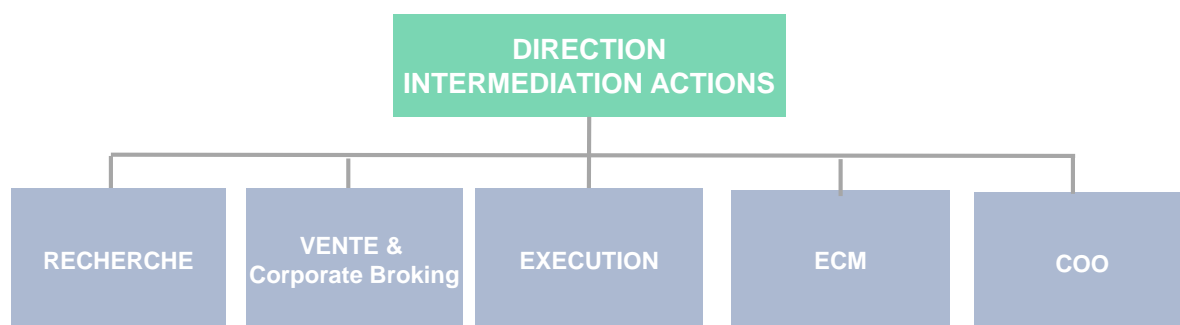 DIRECTION
INTERMEDIATION ACTIONS
RECHERCHE
VENTE &
Corporate Broking
EXECUTION
ECM
COO